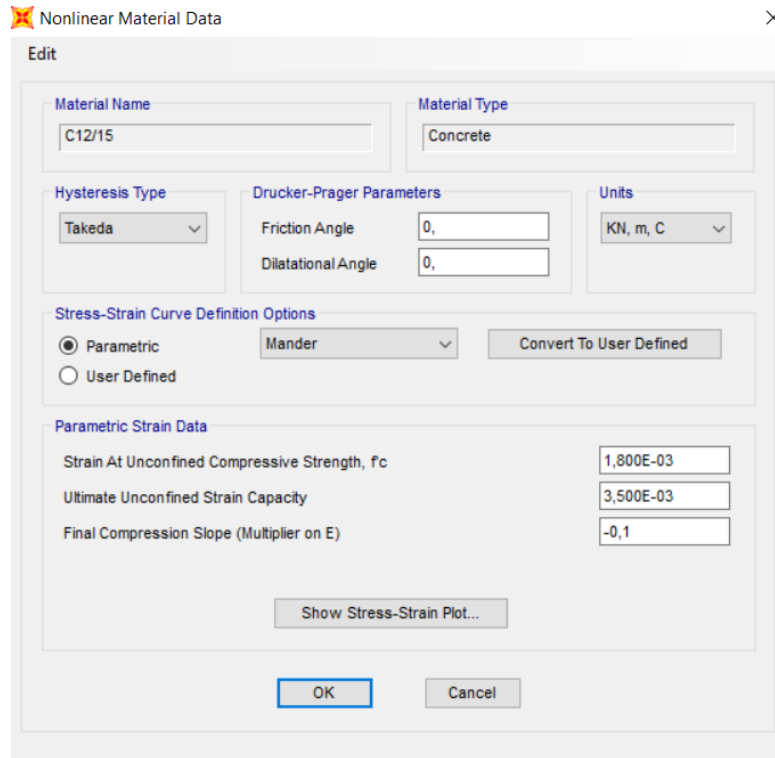 Nonlinear Material Data
Edit
Material Name
Material Type
C12/15
Concrete
Hysteresis Type
Drucker-Prager Parameters
Units
Takeda
Friction Angle
0,
KN, m, C
Dilatational Angle
0,
Stress-Strain Curve Definition Options
Parametric
Mander
Convert To User Defined
User Defined
Parametric Strain Data
Strain At Unconfined Compressive Strength, f'c
1,800E-03
Ultimate Unconfined Strain Capacity
3,500E-03
Final Compression Slope (Multiplier on E)
-0,1
Show Stress-Strain Plot...
OK
Cancel